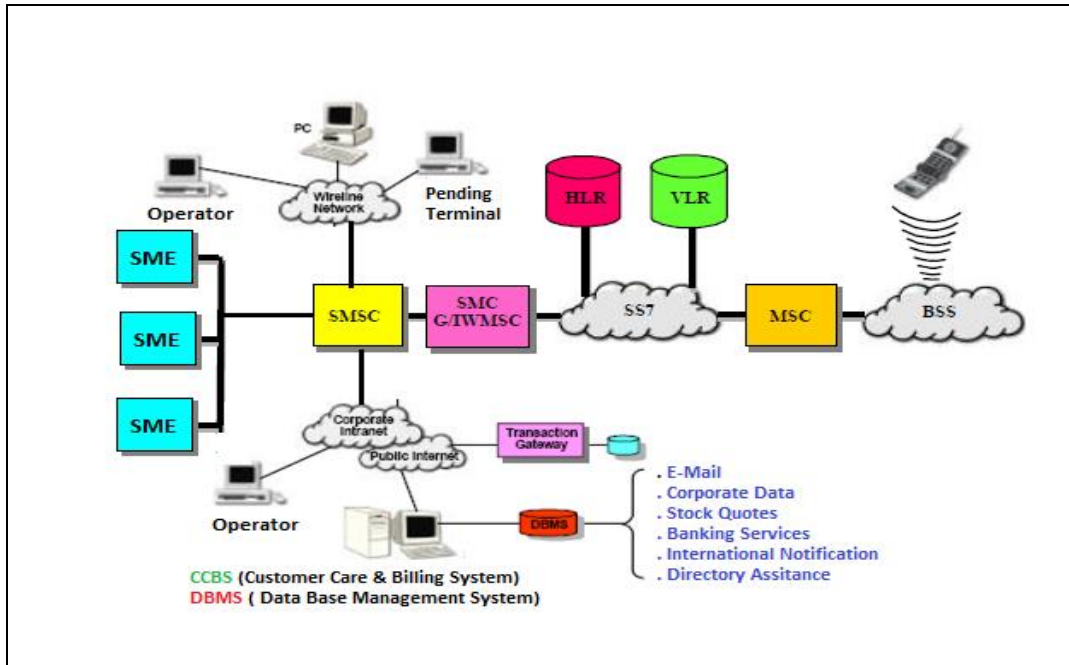 PC
Operator
Wireline
Network
Pending
Terminal
HLR
VLR
SME
SME
SME
SMSC
SMC
G/IWMSC
SS7
MSC
BSS
Corporate
Intranet
Public Internet
Transaction
Gateway
Operator
DBMS
. E-Mail
. Corporate Data
. Stock Quotes
. Banking Services
. International Notification
. Directory Assitance
CCBS (Customer Care & Billing System)
DBMS ( Data Base Management System)